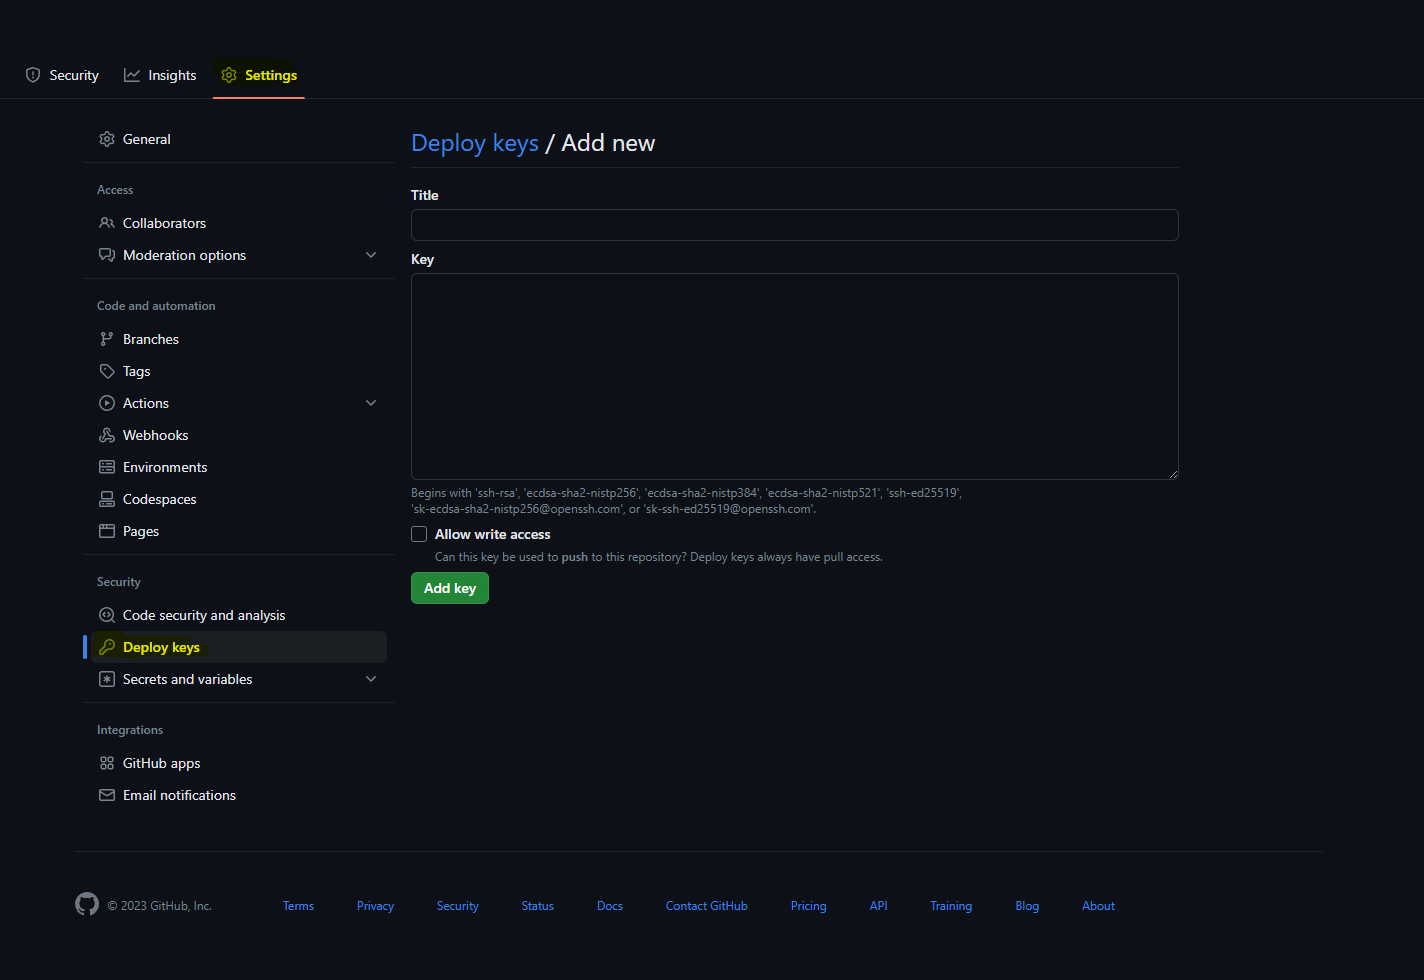 Security Insights Settings
General
Access
Collaborators
Moderation options
Code and automation
Branches
Tags
Actions
Webhooks
Environments
Codespaces
Pages
Security
Code security and analysis
Deploy keys
Secrets and variables
Integrations
GitHub apps
Email notifications
Deploy keys / Add new
Title
Key
Begins with 'ssh-rsa', 'ecdsa-sha2-nistp256', 'ecdsa-sha2-nistp384', 'ecdsa-sha2-nistp521', 'ssh-ed25519',
'sk-ecdsa-sha2-nistp256@openssh.com', or 'sk-ssh-ed25519@openssh.com'.
Allow write access
Can this key be used to push to this repository? Deploy keys always have pull access.
Add key
© 2023 GitHub, Inc. Terms Privacy Security Status Docs Contact GitHub Pricing API Training Blog About